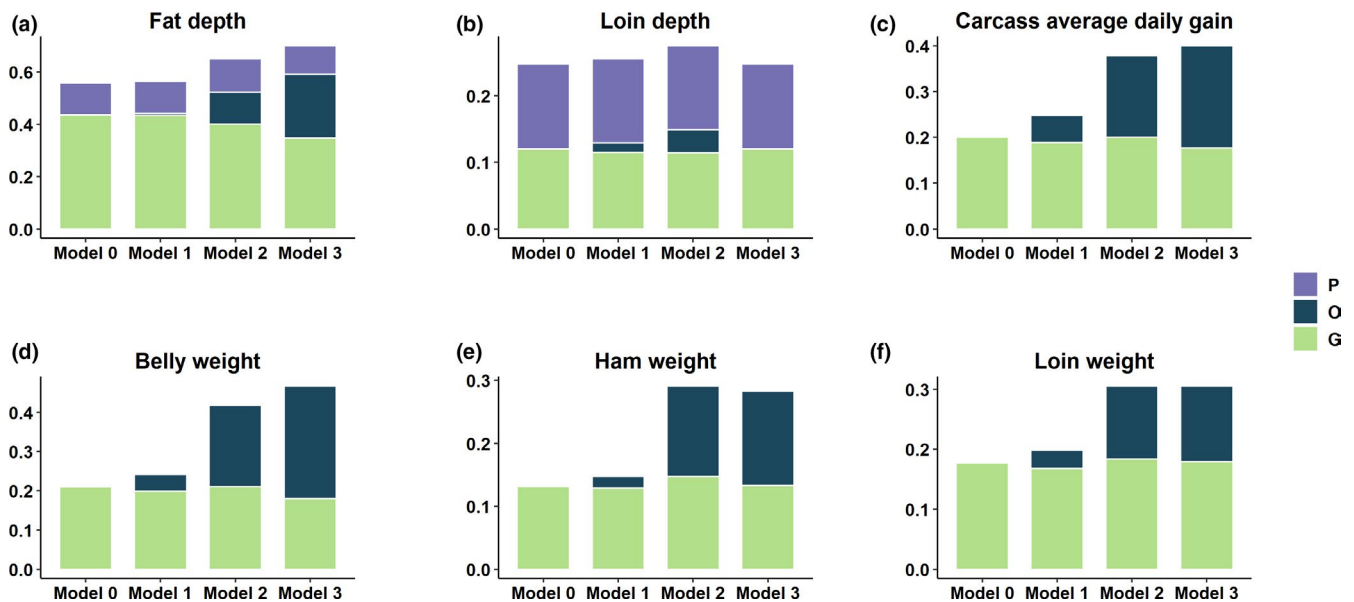 (a) Fat depth
0.6
0.4
0.2
0.0
Model 0 Model 1 Model 2 Model 3
(b) Loin depth
0.2
0.1
0.0
Model 0 Model 1 Model 2 Model 3
(c) Carcass average daily gain
0.4
0.3
0.2
0.1
0.0
Model 0 Model 1 Model 2 Model 3
P
O
G
(d) Belly weight
0.4
0.3
0.2
0.1
0.0
Model 0 Model 1 Model 2 Model 3
(e) Ham weight
0.3
0.2
0.1
0.0
Model 0 Model 1 Model 2 Model 3
(f) Loin weight
0.3
0.2
0.1
0.0
Model 0 Model 1 Model 2 Model 3